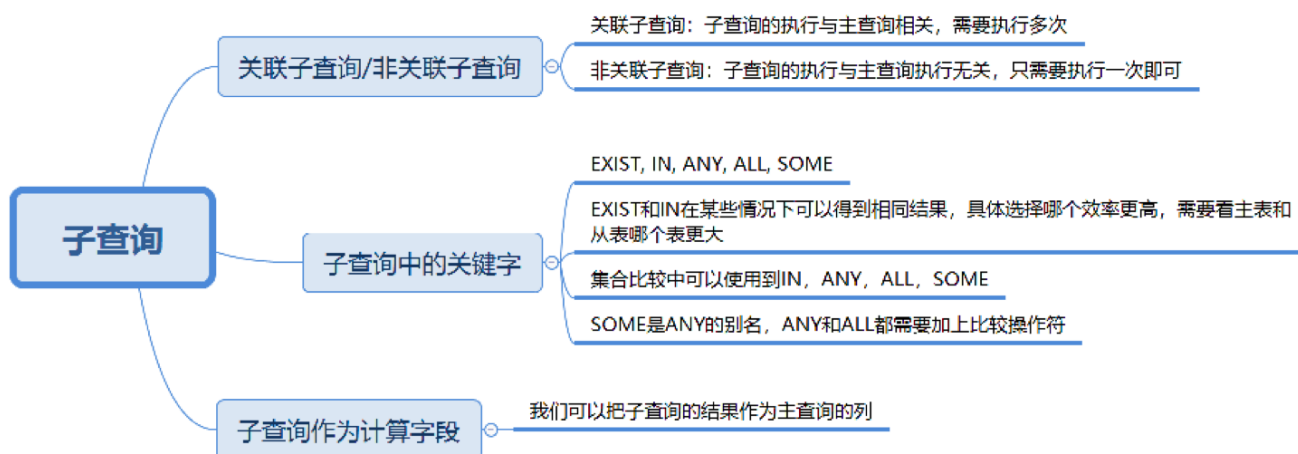 关联子查询：子查询的执行与主查询相关，需要执行多次
关联子查询/非关联子查询
非关联子查询：子查询的执行与主查询执行无关，只需要执行一次即可
EXIST, IN, ANY, ALL, SOME
EXIST和IN在某些情况下可以得到相同结果，具体选择哪个效率更高，需要看主表和
从表哪个表更大
子查询
子查询中的关键字
集合比较中可以使用到IN，ANY，ALL，SOME
SOME是ANY的别名，ANY和ALL都需要加上比较操作符
我们可以把子查询的结果作为主查询的列
子查询作为计算字段